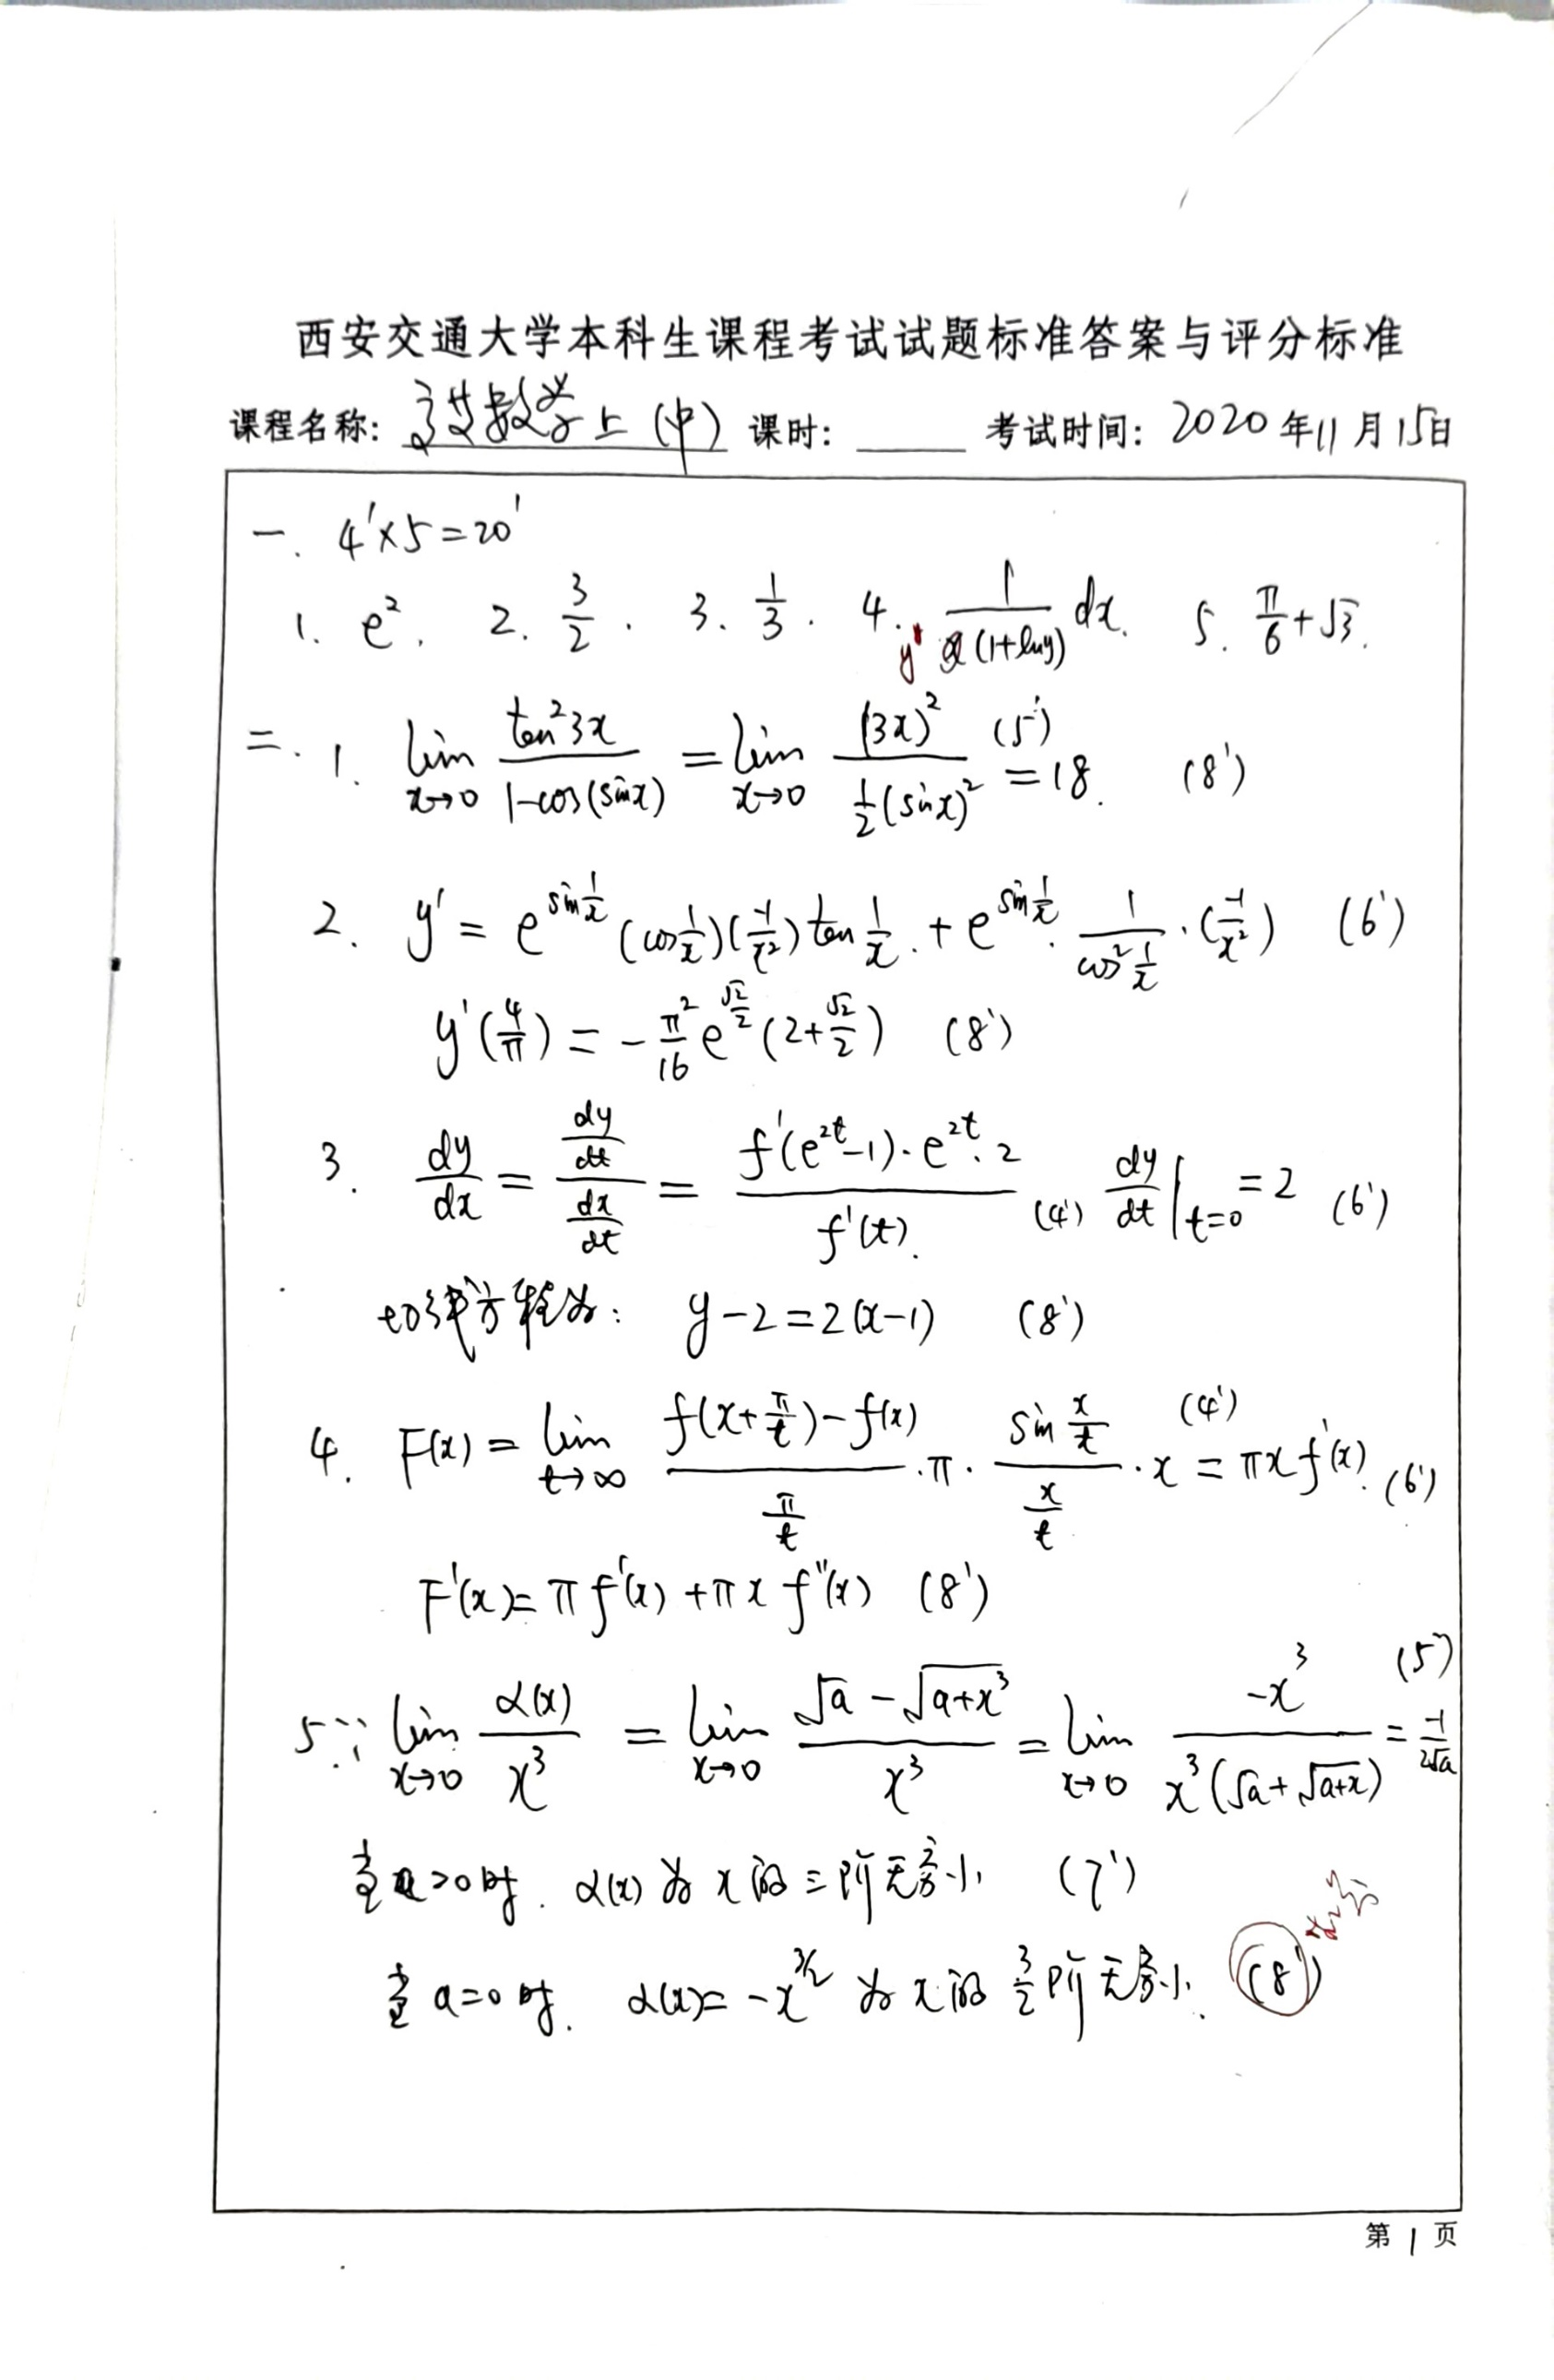 西安交通大学本科生课程考试试题标准答案与评分标准
课程名称: 高等数学上(中) 课时: ____ 考试时间: 2020年11月15日
一. 4'×5=20'
1. e². 2. 3/2. 3. 1/3. 4. 1/(y(1+lny)) dx. 5. π/6+√3.
二. 1. lim_{x→0} tan²3x/(1-cos(sinx)) = lim_{x→0} (3x)²/(½(sinx)²) (5') =18. (8')
2. y' = e^{sin 1/x} (cos 1/x)(-1/x²) tan 1/x + e^{sin 1/x} · 1/(cos² 1/x) · (-1/x²) (6')
y'(4/π) = -π²/16 e^{√2/2} (2+√2/2) (8')
3. dy/dx = (dy/dt)/(dx/dt) = f'(e^{2t}-1)·e^{2t}·2/f'(t). (4') dy/dt|_{t=0} =2 (6')
切线方程为: y-2=2(x-1) (8')
4. F(x) = lim_{t→∞} (f(x+π/t)-f(x))/(π/t) ·π· (sin x/t)/(x/t) ·x (4') = πx f'(x). (6')
F'(x)= π f'(x) +πx f''(x) (8')
5 ∵ lim_{x→0} α(x)/x³ = lim_{x→0} (√a - √(a+x³))/x³ = lim_{x→0} -x³/(x³(√a+√(a+x))) = -1/(2√a) (5')
当a>0时. α(x)为x的三阶无穷小 (7')
当a=0时. α(x)= -x^{3/2} 为x的3/2阶无穷小. (8')
第 1 页